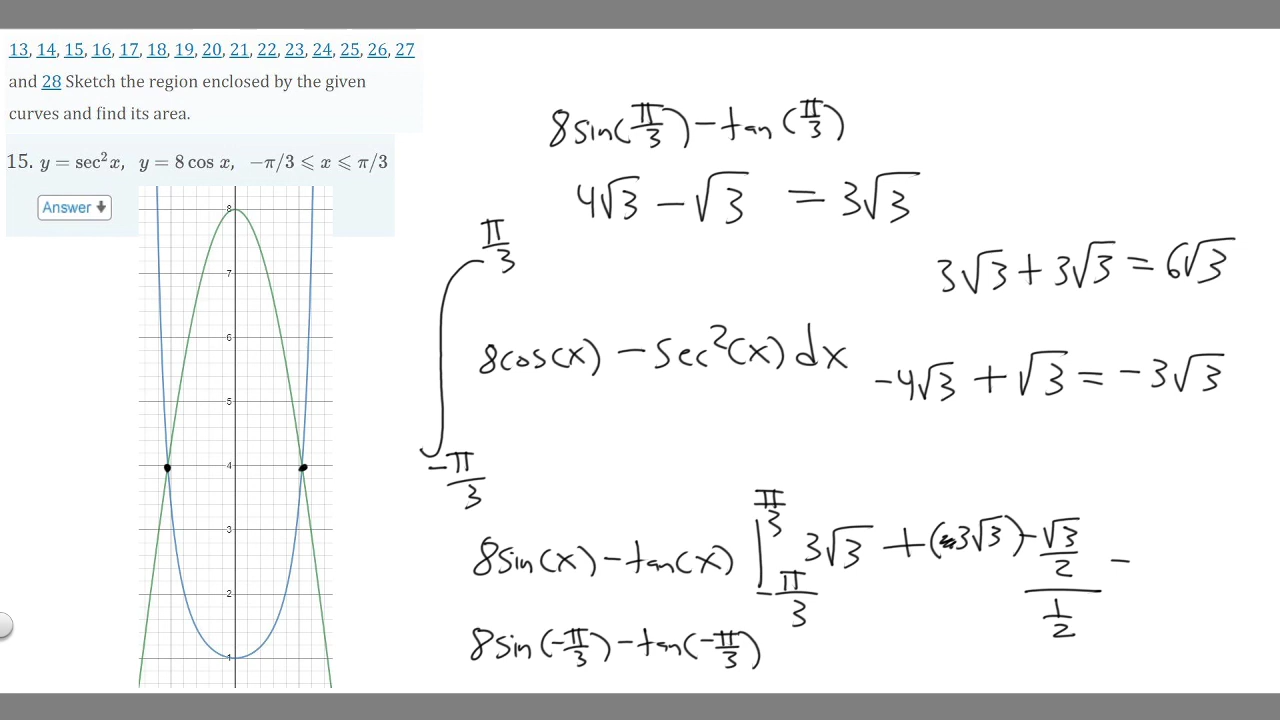 13, 14, 15, 16, 17, 18, 19, 20, 21, 22, 23, 24, 25, 26, 27
and 28 Sketch the region enclosed by the given
curves and find its area.
15. y = sec²x, y = 8 cos x, −π/3 ⩽ x ⩽ π/3
Answer
8
7
6
5
4
3
2
1
8sin(π/3) − tan(π/3)
4√3 − √3 = 3√3
3√3 + 3√3 = 6√3
π/3
8cos(x) − sec²(x) dx
−π/3
−4√3 + √3 = −3√3
π/3
8sin(x) − tan(x) | 3√3 + (3√3) − √3/2 −
−π/3
1/2
8sin(−π/3) − tan(−π/3)